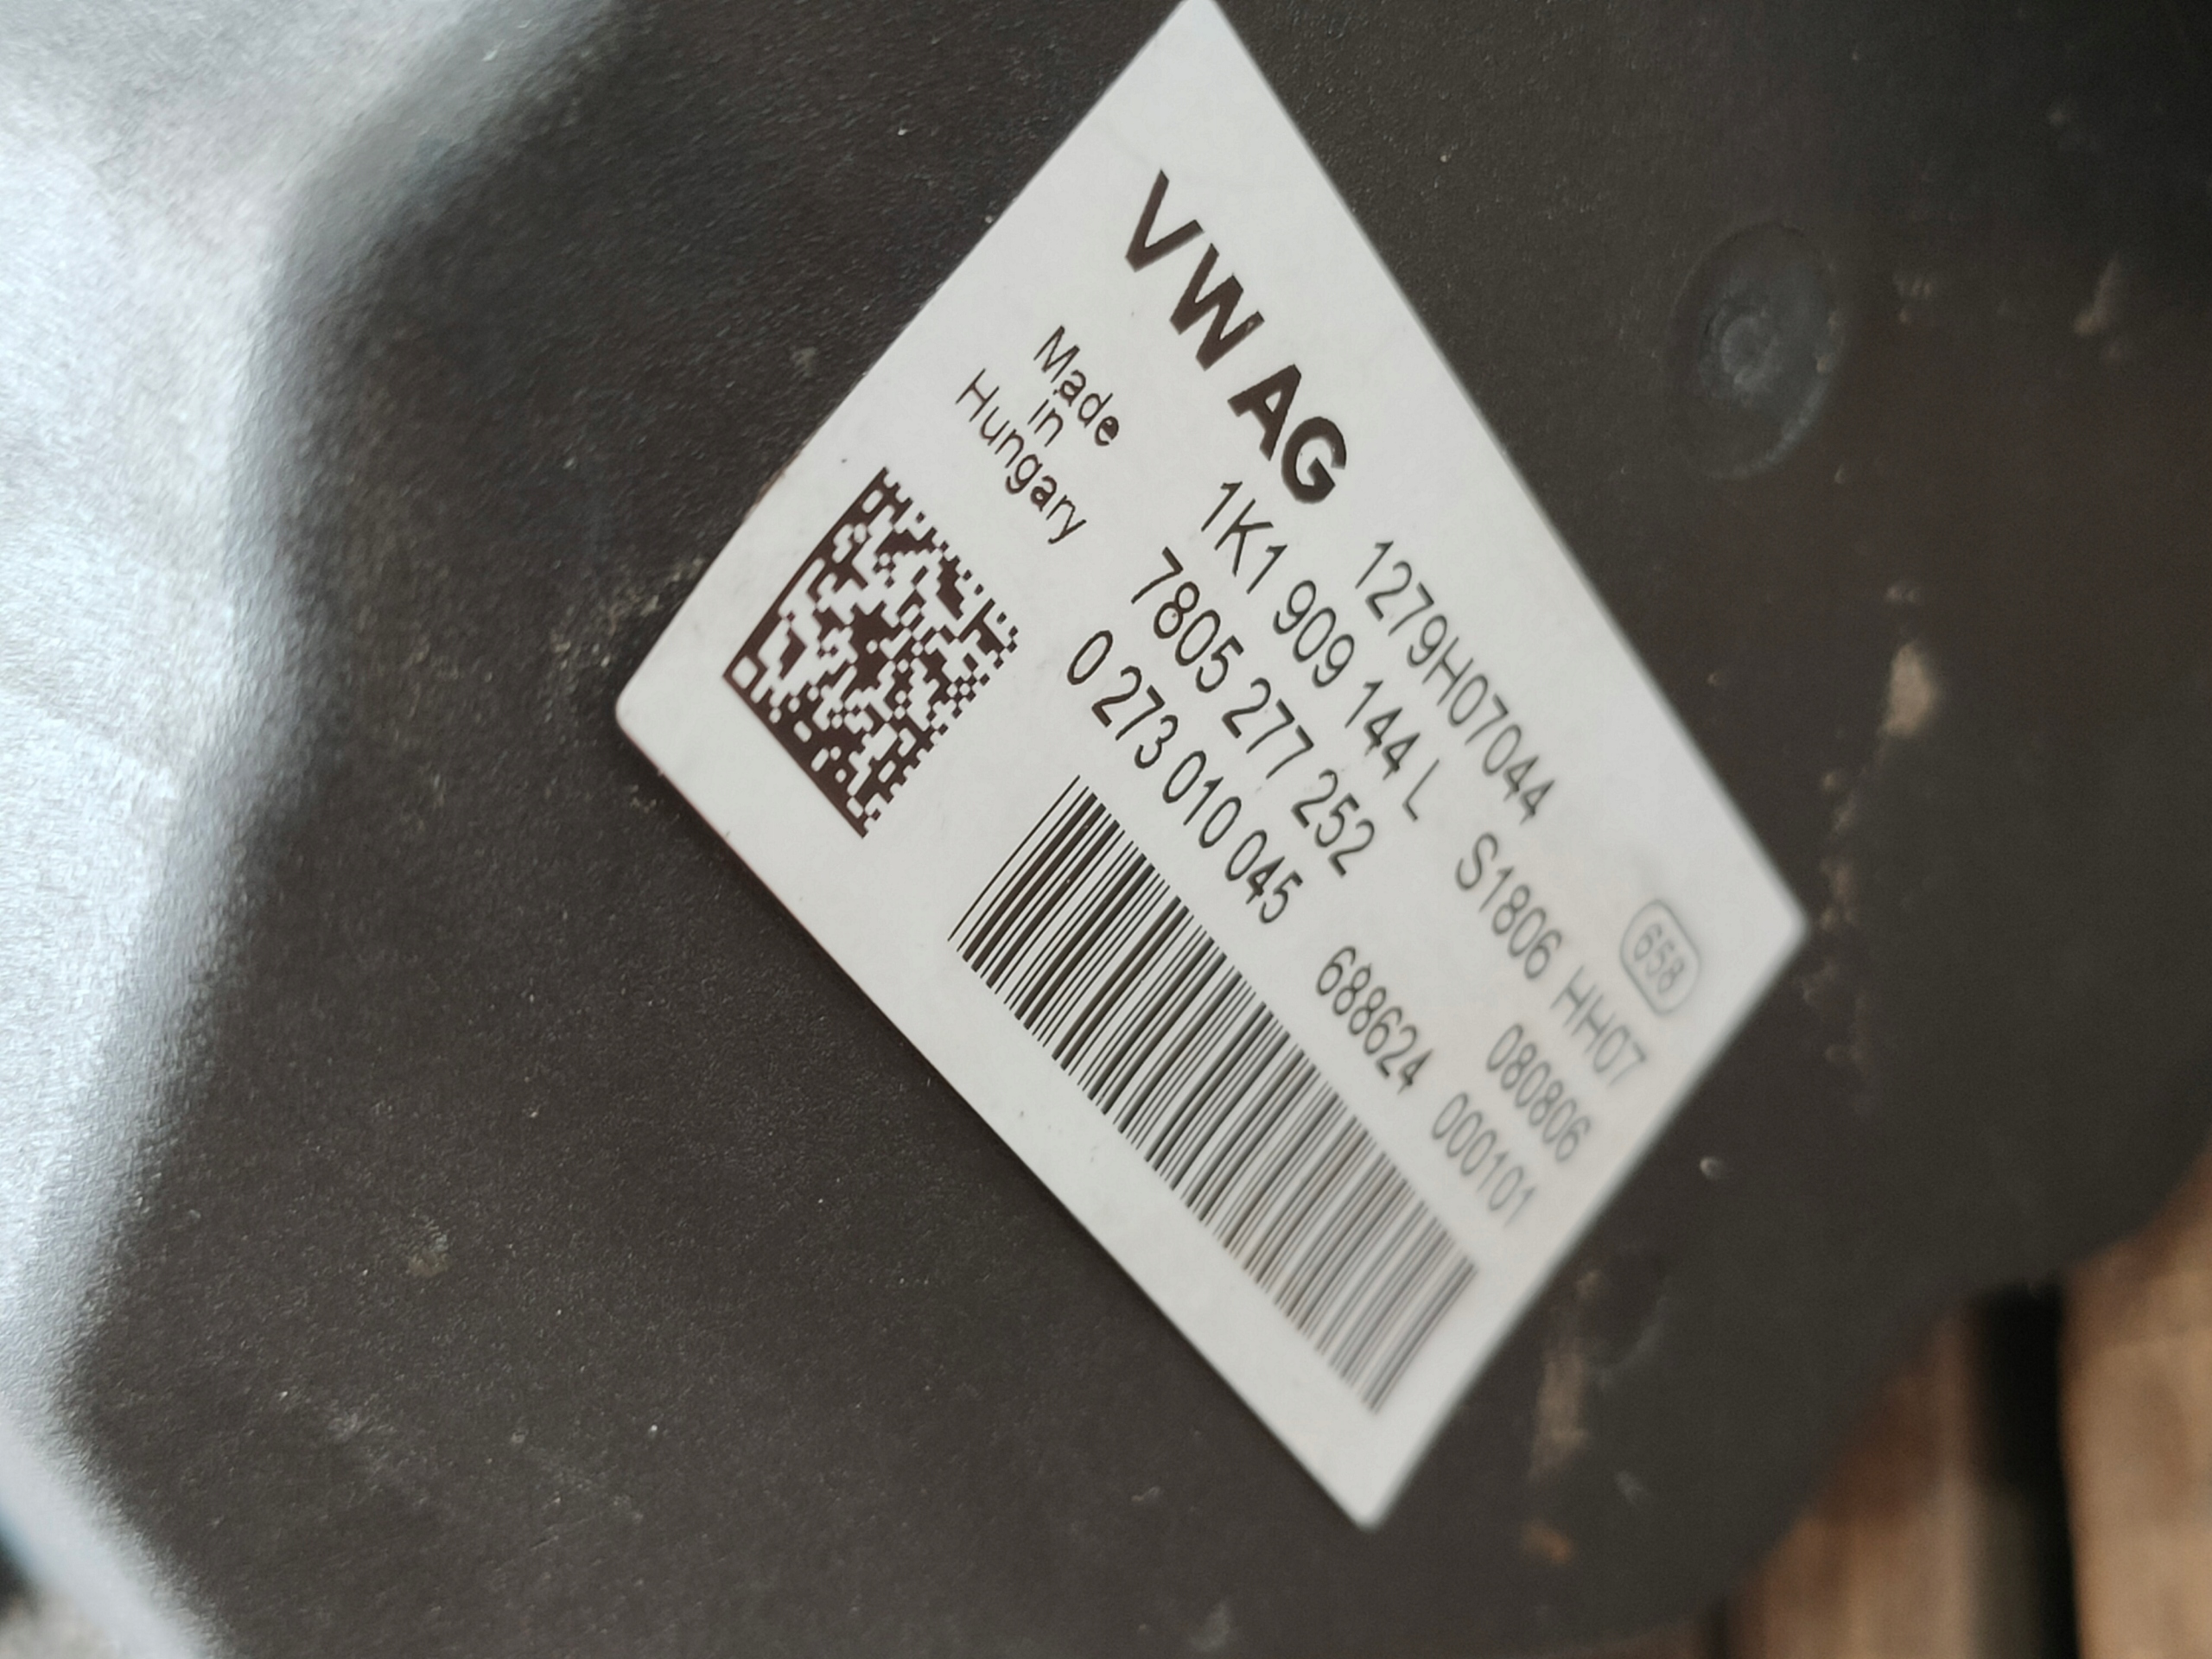 VW AG 1279H07044 658
1K1 909 144 L S1806 HH07
7805 277 252 080806
0 273 010 045 688624 000101
Made
in
Hungary